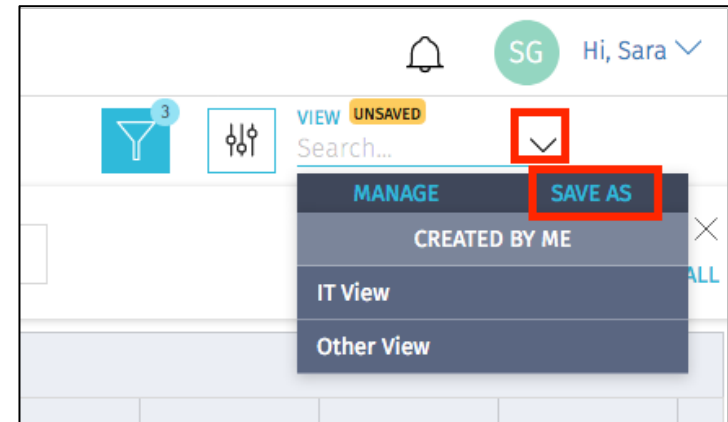 SG Hi, Sara
3
VIEW UNSAVED
Search...
MANAGE SAVE AS
CREATED BY ME
ALL
IT View
Other View